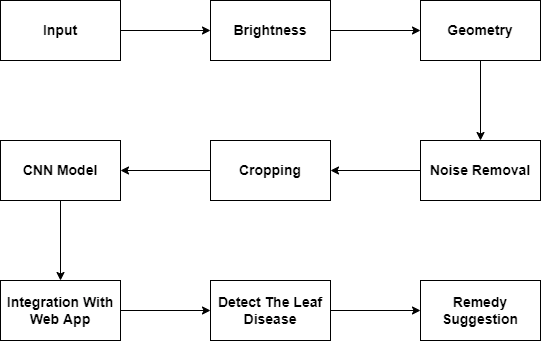 Input
Brightness
Geometry
CNN Model
Cropping
Noise Removal
Integration With
Web App
Detect The Leaf
Disease
Remedy
Suggestion